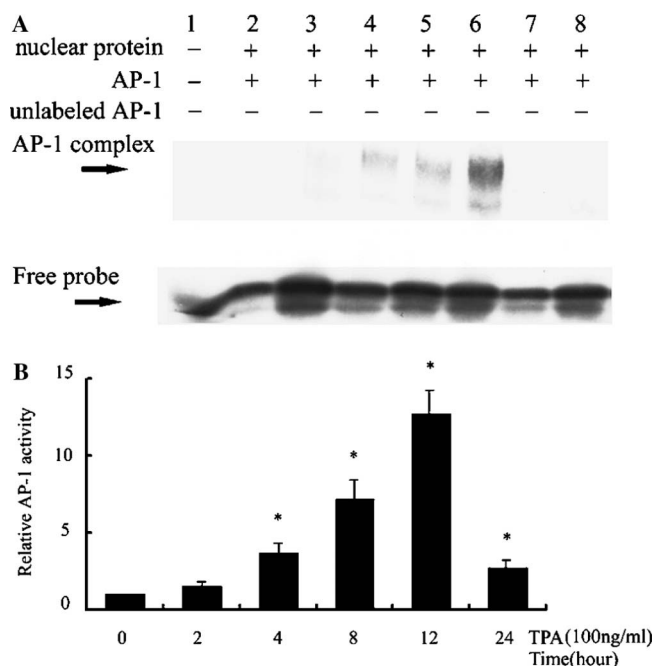 A 1 2 3 4 5 6 7 8
nuclear protein – + + + + + + +
AP-1 – + + + + + + +
unlabeled AP-1 – – – – – – – –
AP-1 complex
Free probe
B
15
10
5
0
Relative AP-1 activity
* * * *
0 2 4 8 12 24 TPA(100ng/ml)
Time(hour)